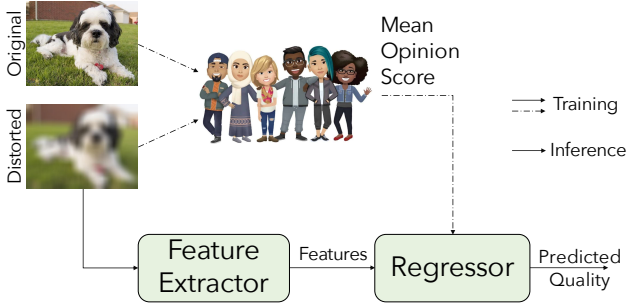 Original
Distorted
Mean
Opinion
Score
Training
Inference
Feature
Extractor
Features
Regressor
Predicted
Quality